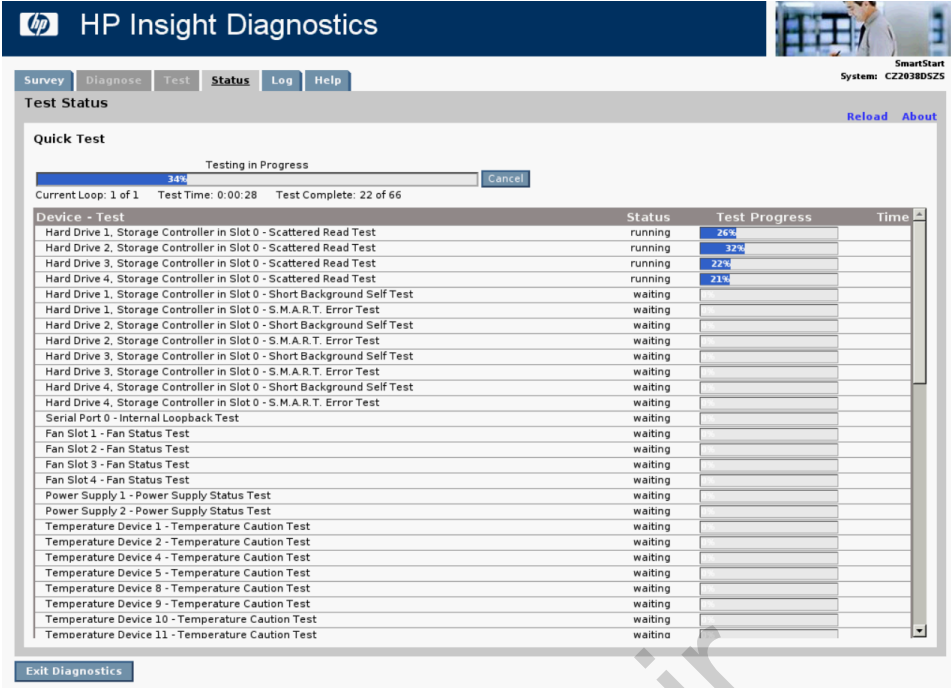 hp HP Insight Diagnostics
SmartStart
System: CZ2038DSZS
Survey Diagnose Test Status Log Help
Test Status
Reload About
Quick Test
Testing in Progress
34% Cancel
Current Loop: 1 of 1 Test Time: 0:00:28 Test Complete: 22 of 66
Device - Test Status Test Progress Time
Hard Drive 1, Storage Controller in Slot 0 - Scattered Read Test running 26%
Hard Drive 2, Storage Controller in Slot 0 - Scattered Read Test running 32%
Hard Drive 3, Storage Controller in Slot 0 - Scattered Read Test running 22%
Hard Drive 4, Storage Controller in Slot 0 - Scattered Read Test running 21%
Hard Drive 1, Storage Controller in Slot 0 - Short Background Self Test waiting
Hard Drive 1, Storage Controller in Slot 0 - S.M.A.R.T. Error Test waiting
Hard Drive 2, Storage Controller in Slot 0 - Short Background Self Test waiting
Hard Drive 2, Storage Controller in Slot 0 - S.M.A.R.T. Error Test waiting
Hard Drive 3, Storage Controller in Slot 0 - Short Background Self Test waiting
Hard Drive 3, Storage Controller in Slot 0 - S.M.A.R.T. Error Test waiting
Hard Drive 4, Storage Controller in Slot 0 - Short Background Self Test waiting
Hard Drive 4, Storage Controller in Slot 0 - S.M.A.R.T. Error Test waiting
Serial Port 0 - Internal Loopback Test waiting
Fan Slot 1 - Fan Status Test waiting
Fan Slot 2 - Fan Status Test waiting
Fan Slot 3 - Fan Status Test waiting
Fan Slot 4 - Fan Status Test waiting
Power Supply 1 - Power Supply Status Test waiting
Power Supply 2 - Power Supply Status Test waiting
Temperature Device 1 - Temperature Caution Test waiting
Temperature Device 2 - Temperature Caution Test waiting
Temperature Device 4 - Temperature Caution Test waiting
Temperature Device 5 - Temperature Caution Test waiting
Temperature Device 8 - Temperature Caution Test waiting
Temperature Device 9 - Temperature Caution Test waiting
Temperature Device 10 - Temperature Caution Test waiting
Temperature Device 11 - Temperature Caution Test waiting
Exit Diagnostics